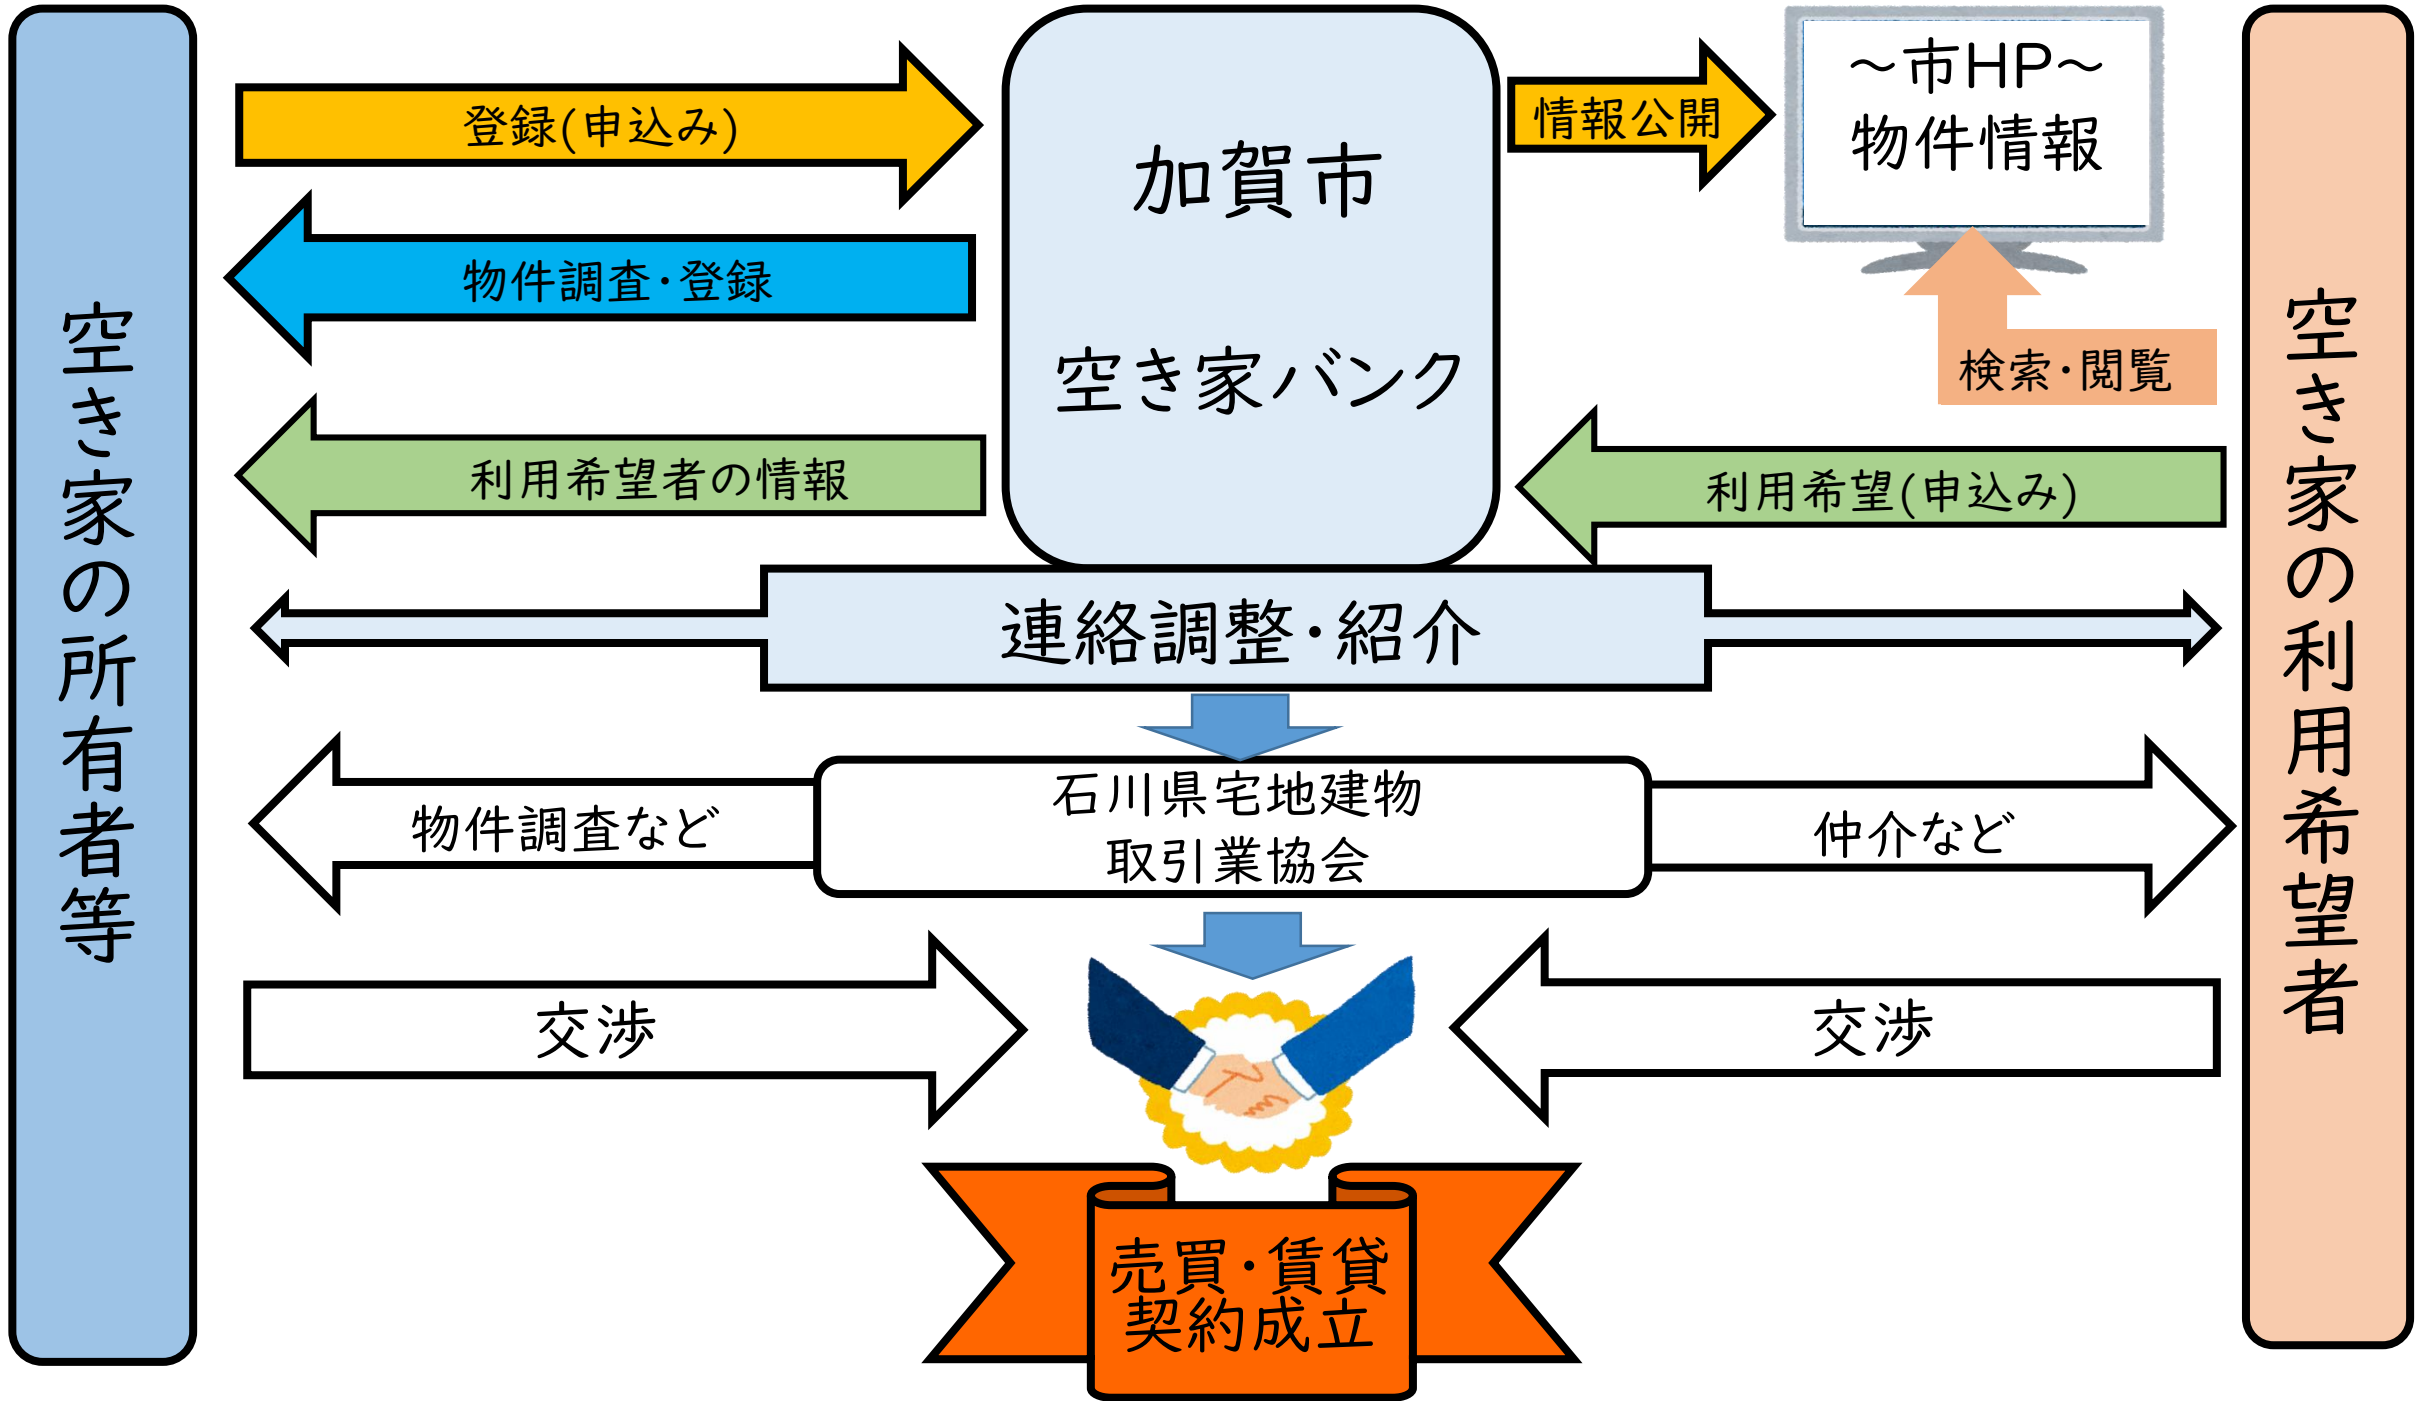 空き家の所有者等
登録(申込み)
物件調査・登録
利用希望者の情報
加賀市
空き家バンク
情報公開
～市HP～
物件情報
検索・閲覧
利用希望(申込み)
連絡調整・紹介
物件調査など
石川県宅地建物
取引業協会
仲介など
交渉
交渉
売買・賃貸
契約成立
空き家の利用希望者